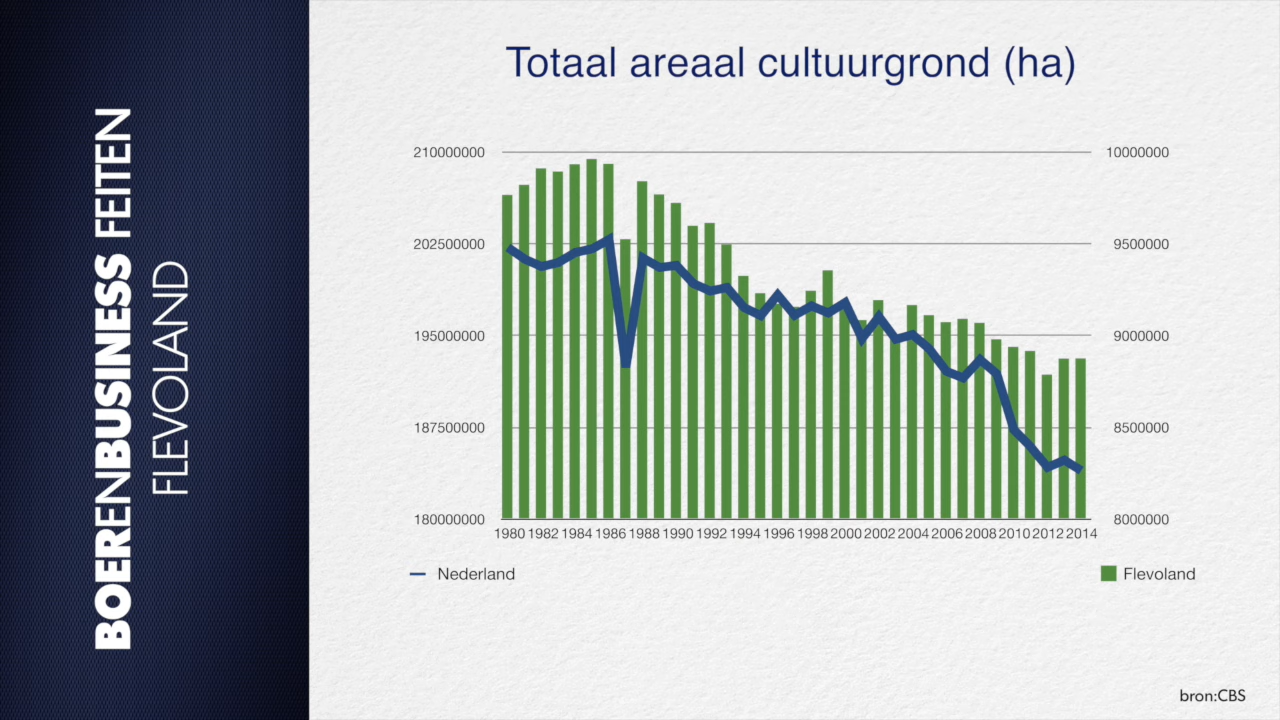 BOERENBUSINESS FEITEN
FLEVOLAND
Totaal areaal cultuurgrond (ha)
210000000
202500000
195000000
187500000
180000000
10000000
9500000
9000000
8500000
8000000
1980 1982 1984 1986 1988 1990 1992 1994 1996 1998 2000 2002 2004 2006 2008 2010 2012 2014
Nederland
Flevoland
bron:CBS